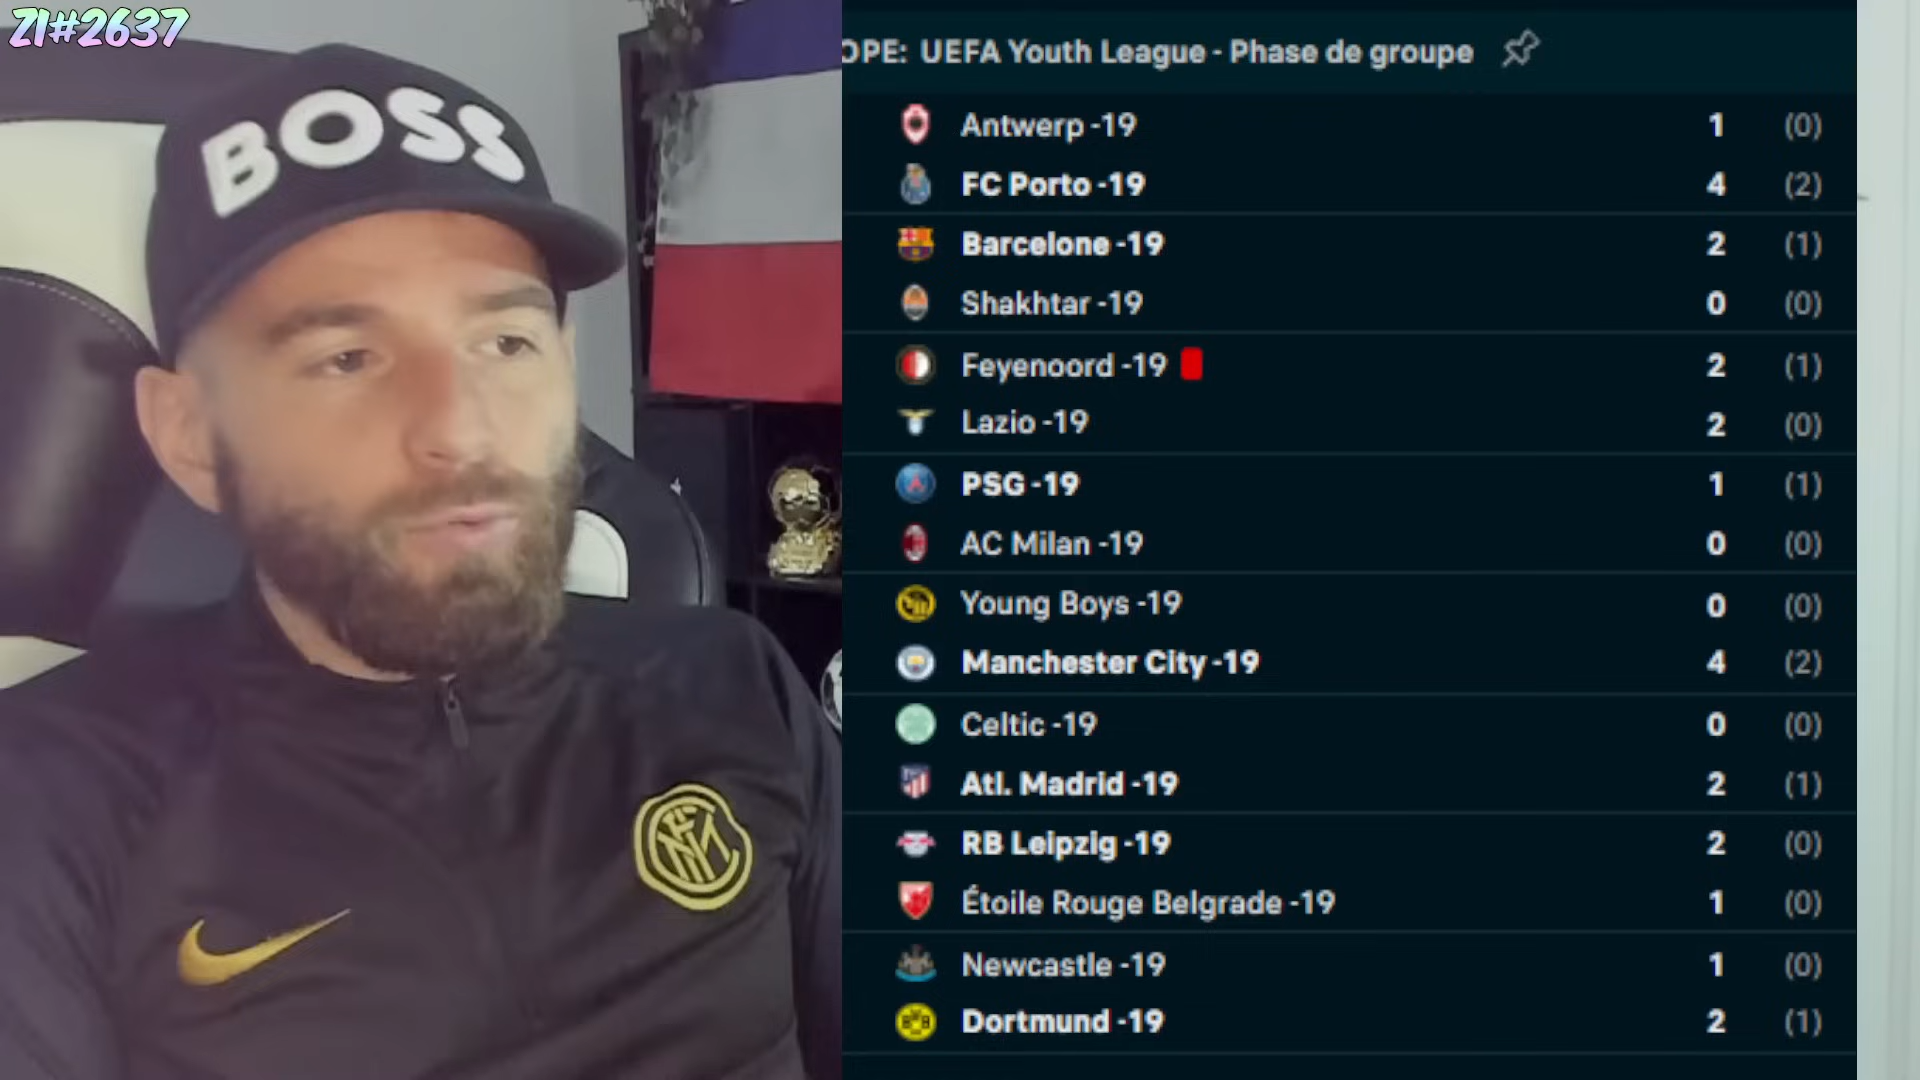 ZI#2637
BOSS
OPE: UEFA Youth League - Phase de groupe
Antwerp -19 1 (0)
FC Porto -19 4 (2)
Barcelone -19 2 (1)
Shakhtar -19 0 (0)
Feyenoord -19 2 (1)
Lazio -19 2 (0)
PSG -19 1 (1)
AC Milan -19 0 (0)
Young Boys -19 0 (0)
Manchester City -19 4 (2)
Celtic -19 0 (0)
Atl. Madrid -19 2 (1)
RB Leipzig -19 2 (0)
Étoile Rouge Belgrade -19 1 (0)
Newcastle -19 1 (0)
Dortmund -19 2 (1)